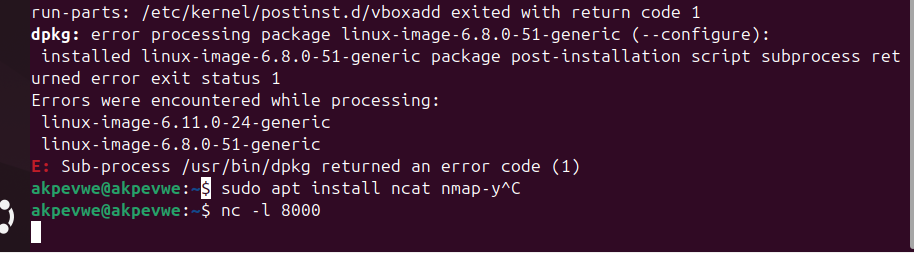 run-parts: /etc/kernel/postinst.d/vboxadd exited with return code 1
dpkg: error processing package linux-image-6.8.0-51-generic (--configure):
installed linux-image-6.8.0-51-generic package post-installation script subprocess ret
urned error exit status 1
Errors were encountered while processing:
linux-image-6.11.0-24-generic
linux-image-6.8.0-51-generic
E: Sub-process /usr/bin/dpkg returned an error code (1)
akpevwe@akpevwe:~$ sudo apt install ncat nmap-y^C
akpevwe@akpevwe:~$ nc -l 8000